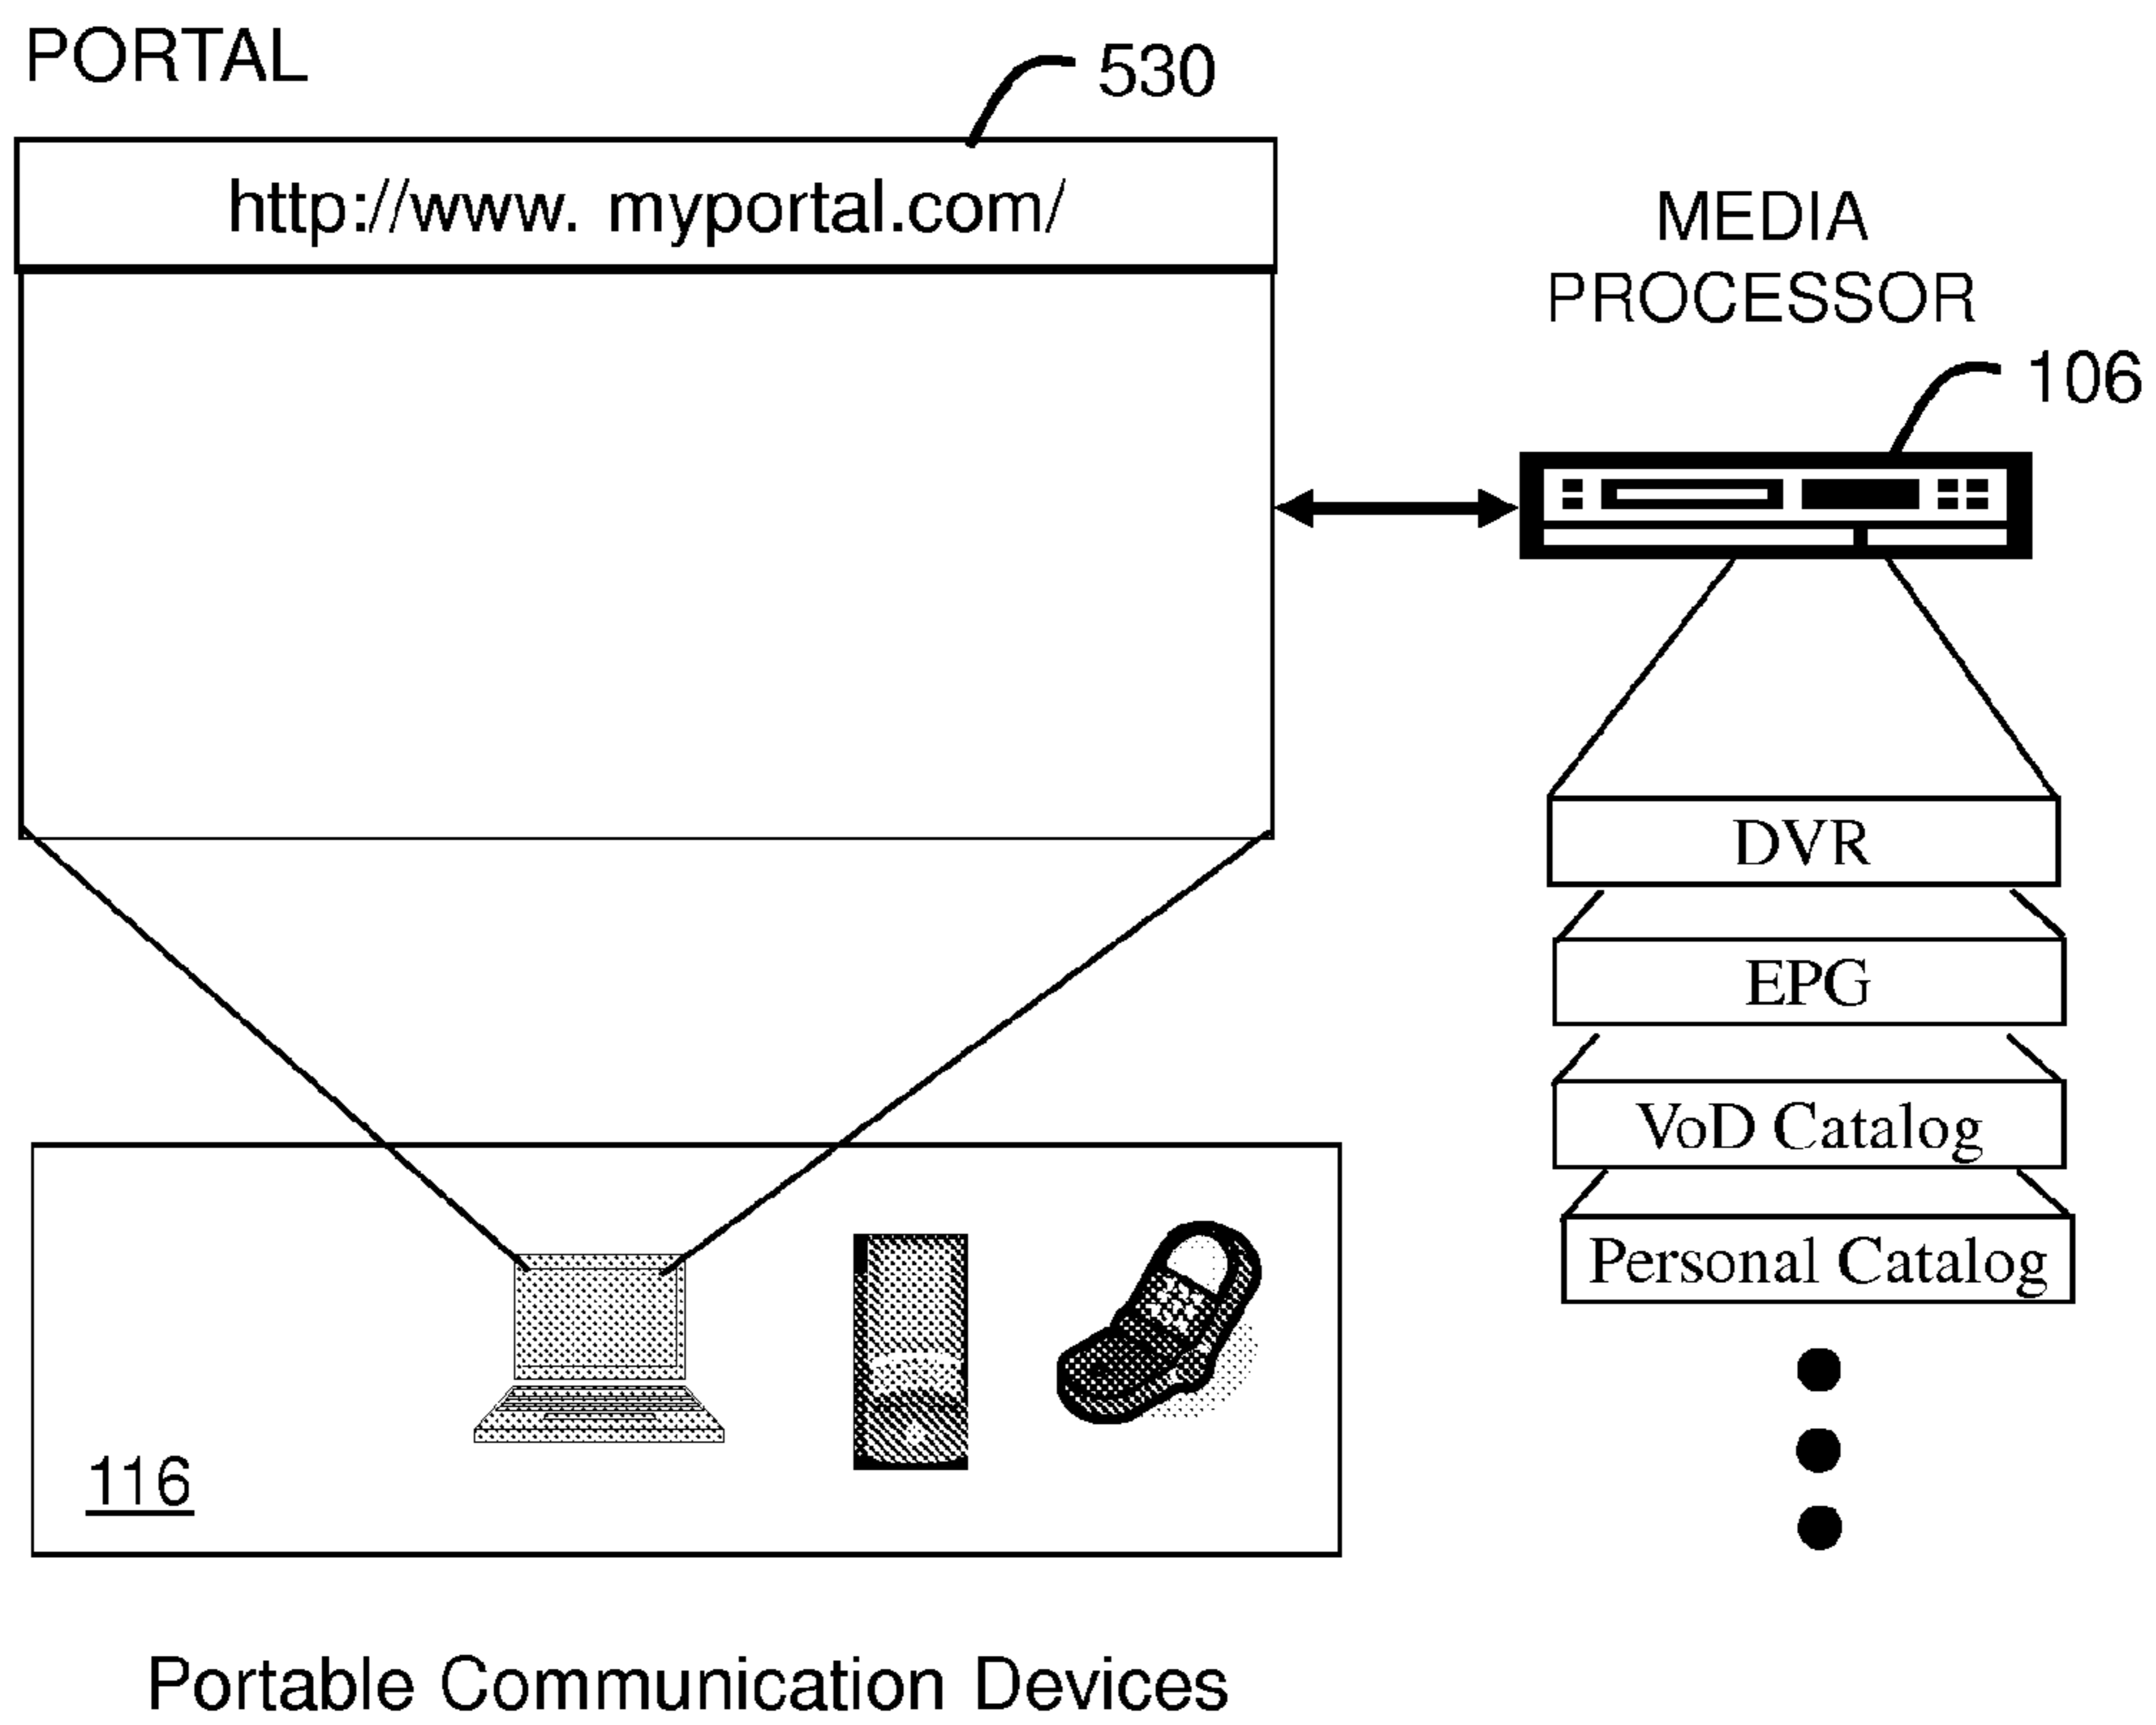 PORTAL
530
http://www. myportal.com/
MEDIA
PROCESSOR
106
DVR
EPG
VoD Catalog
Personal Catalog
116
Portable Communication Devices